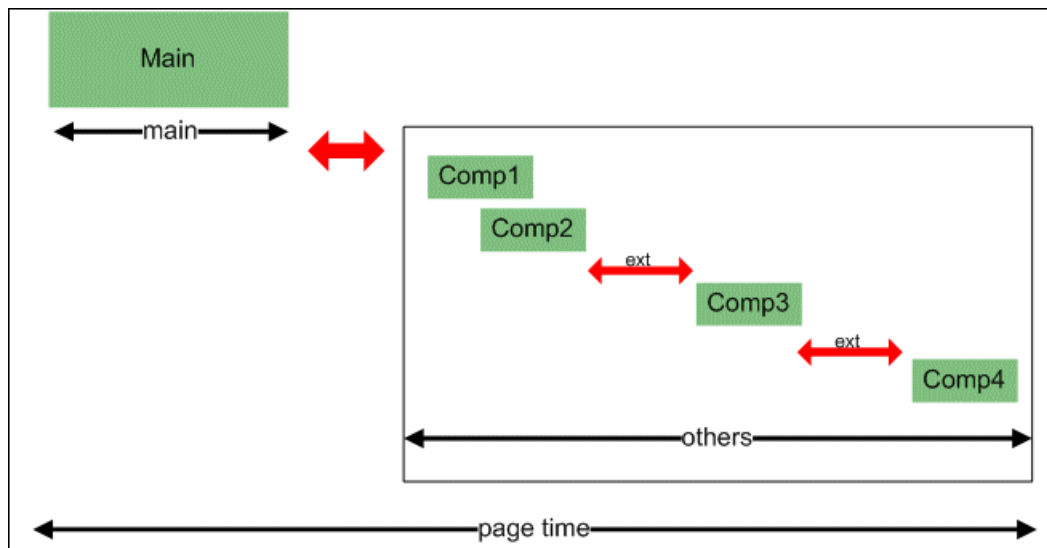 Main
main
Comp1
Comp2
ext
Comp3
ext
Comp4
others
page time